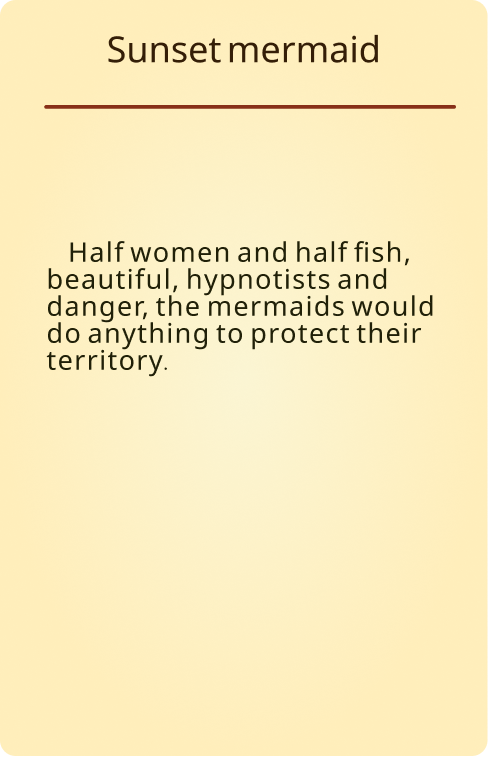 Sunset mermaid
Half women and half fish,
beautiful, hypnotists and
danger, the mermaids would
do anything to protect their
territory.